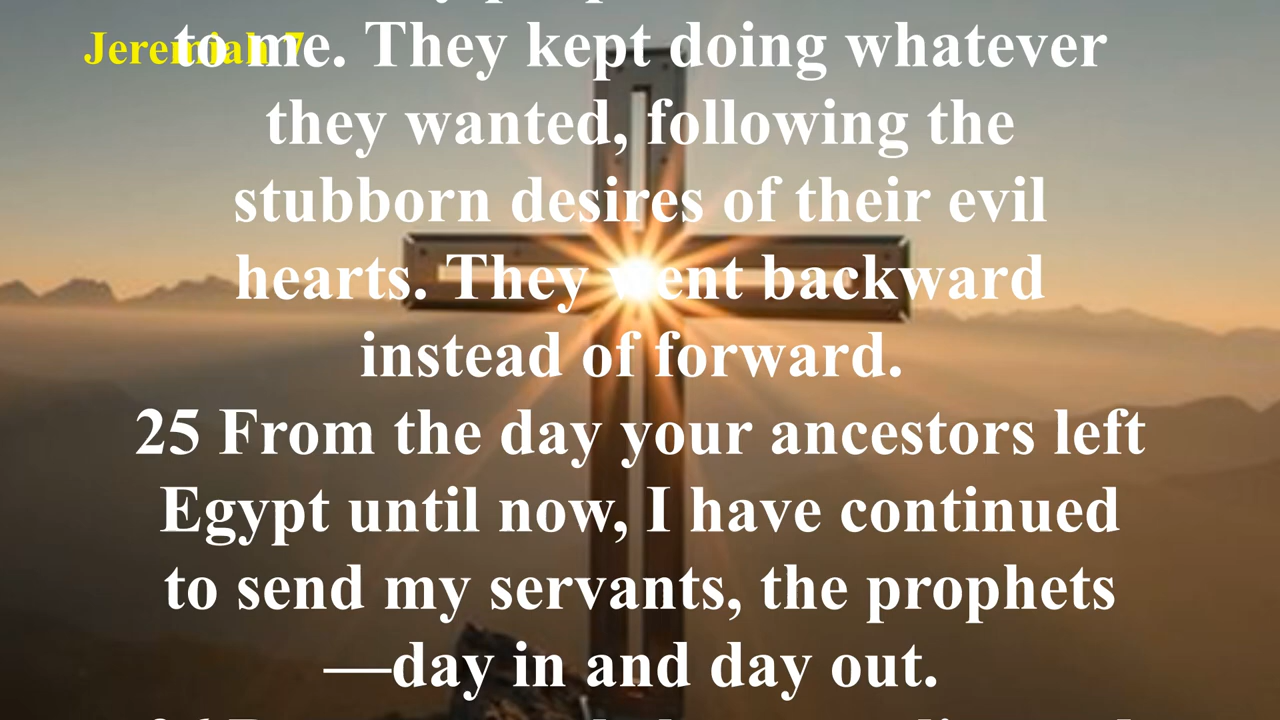 Jeremiah 7
to me. They kept doing whatever
they wanted, following the
stubborn desires of their evil
hearts. They went backward
instead of forward.
25 From the day your ancestors left
Egypt until now, I have continued
to send my servants, the prophets
—day in and day out.